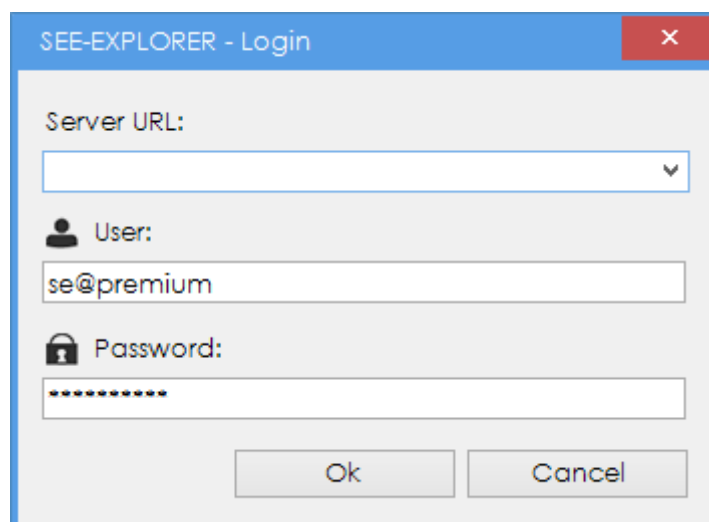 SEE-EXPLORER - Login
Server URL:
User:
se@premium
Password:
**********
Ok Cancel